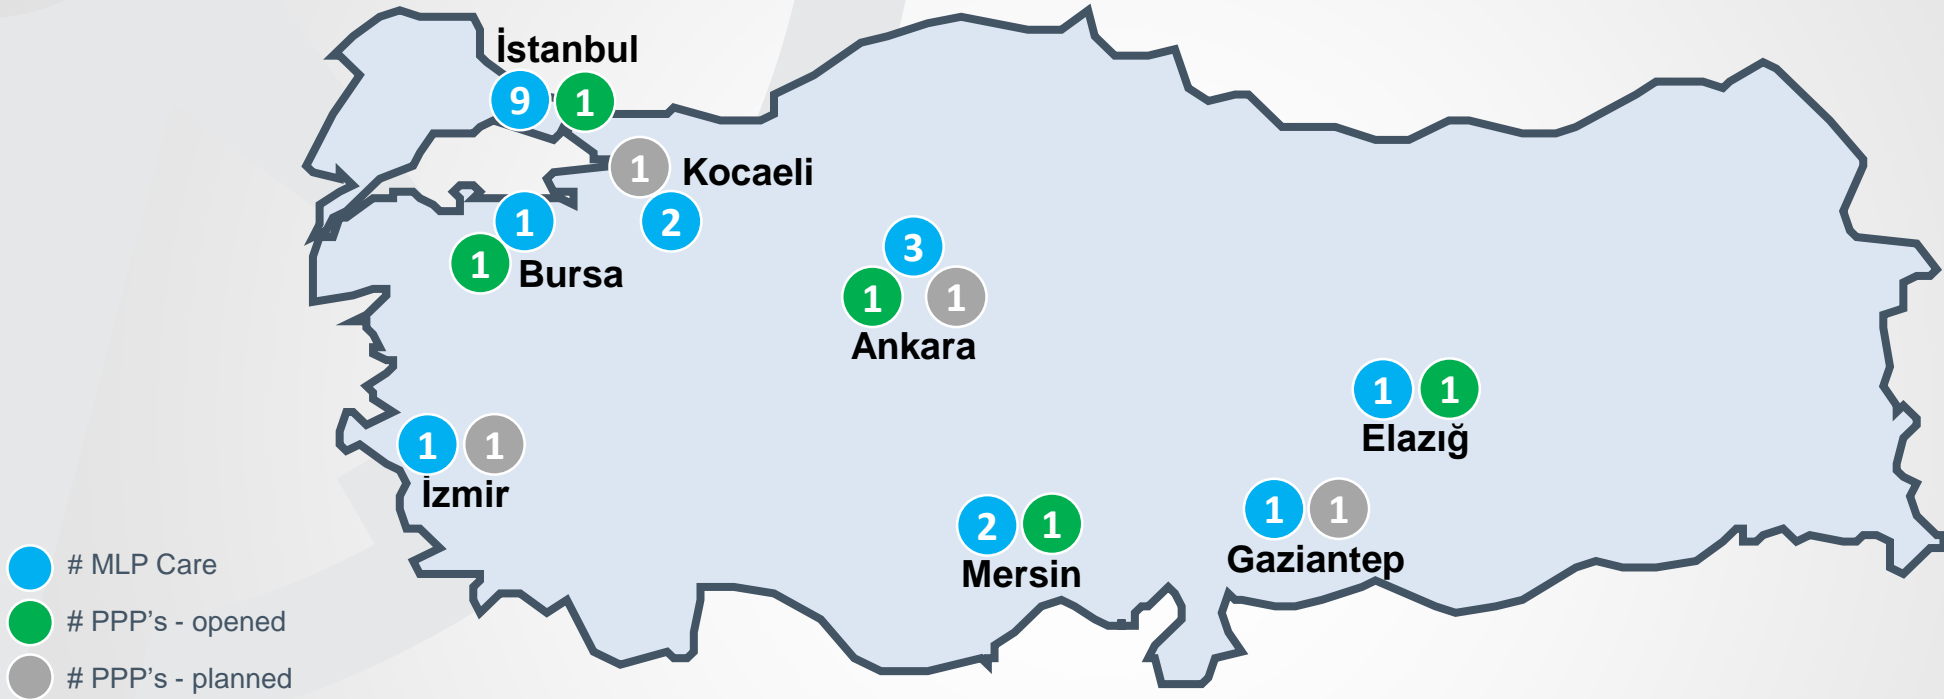 İstanbul
9 1
1 Kocaeli
2
1
1 Bursa
3
1 1
Ankara
1 1
Elazığ
1 1
İzmir
2 1
Mersin
1 1
Gaziantep
# MLP Care
# PPP’s - opened
# PPP’s - planned